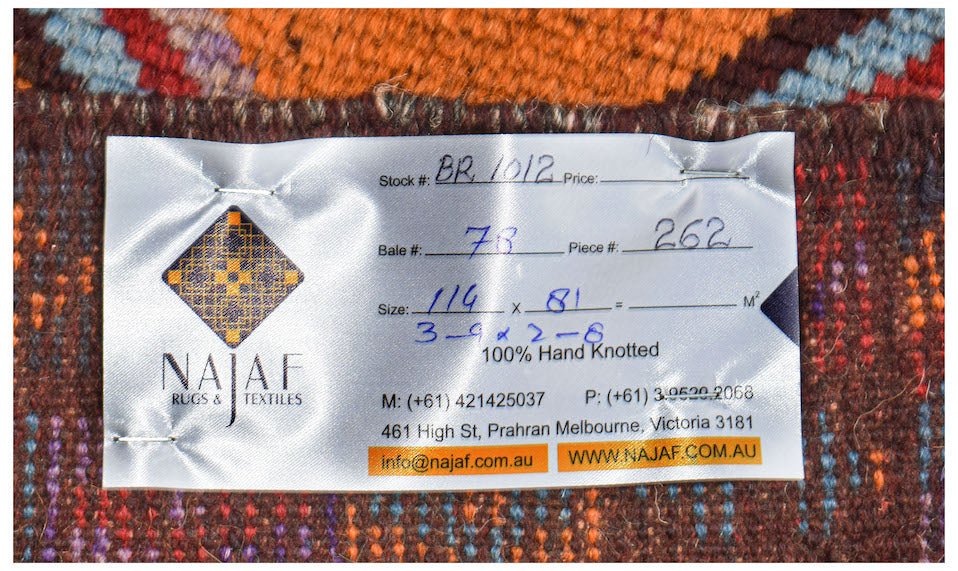 Stock #: BR 1012 Price:
Bale #: 78 Piece #: 262
Size: 114 x 81 = M²
3-9 x 2-8
100% Hand Knotted
NAJAF
RUGS & TEXTILES
M: (+61) 421425037 P: (+61) 3 9529 2068
461 High St, Prahran Melbourne, Victoria 3181
info@najaf.com.au WWW.NAJAF.COM.AU